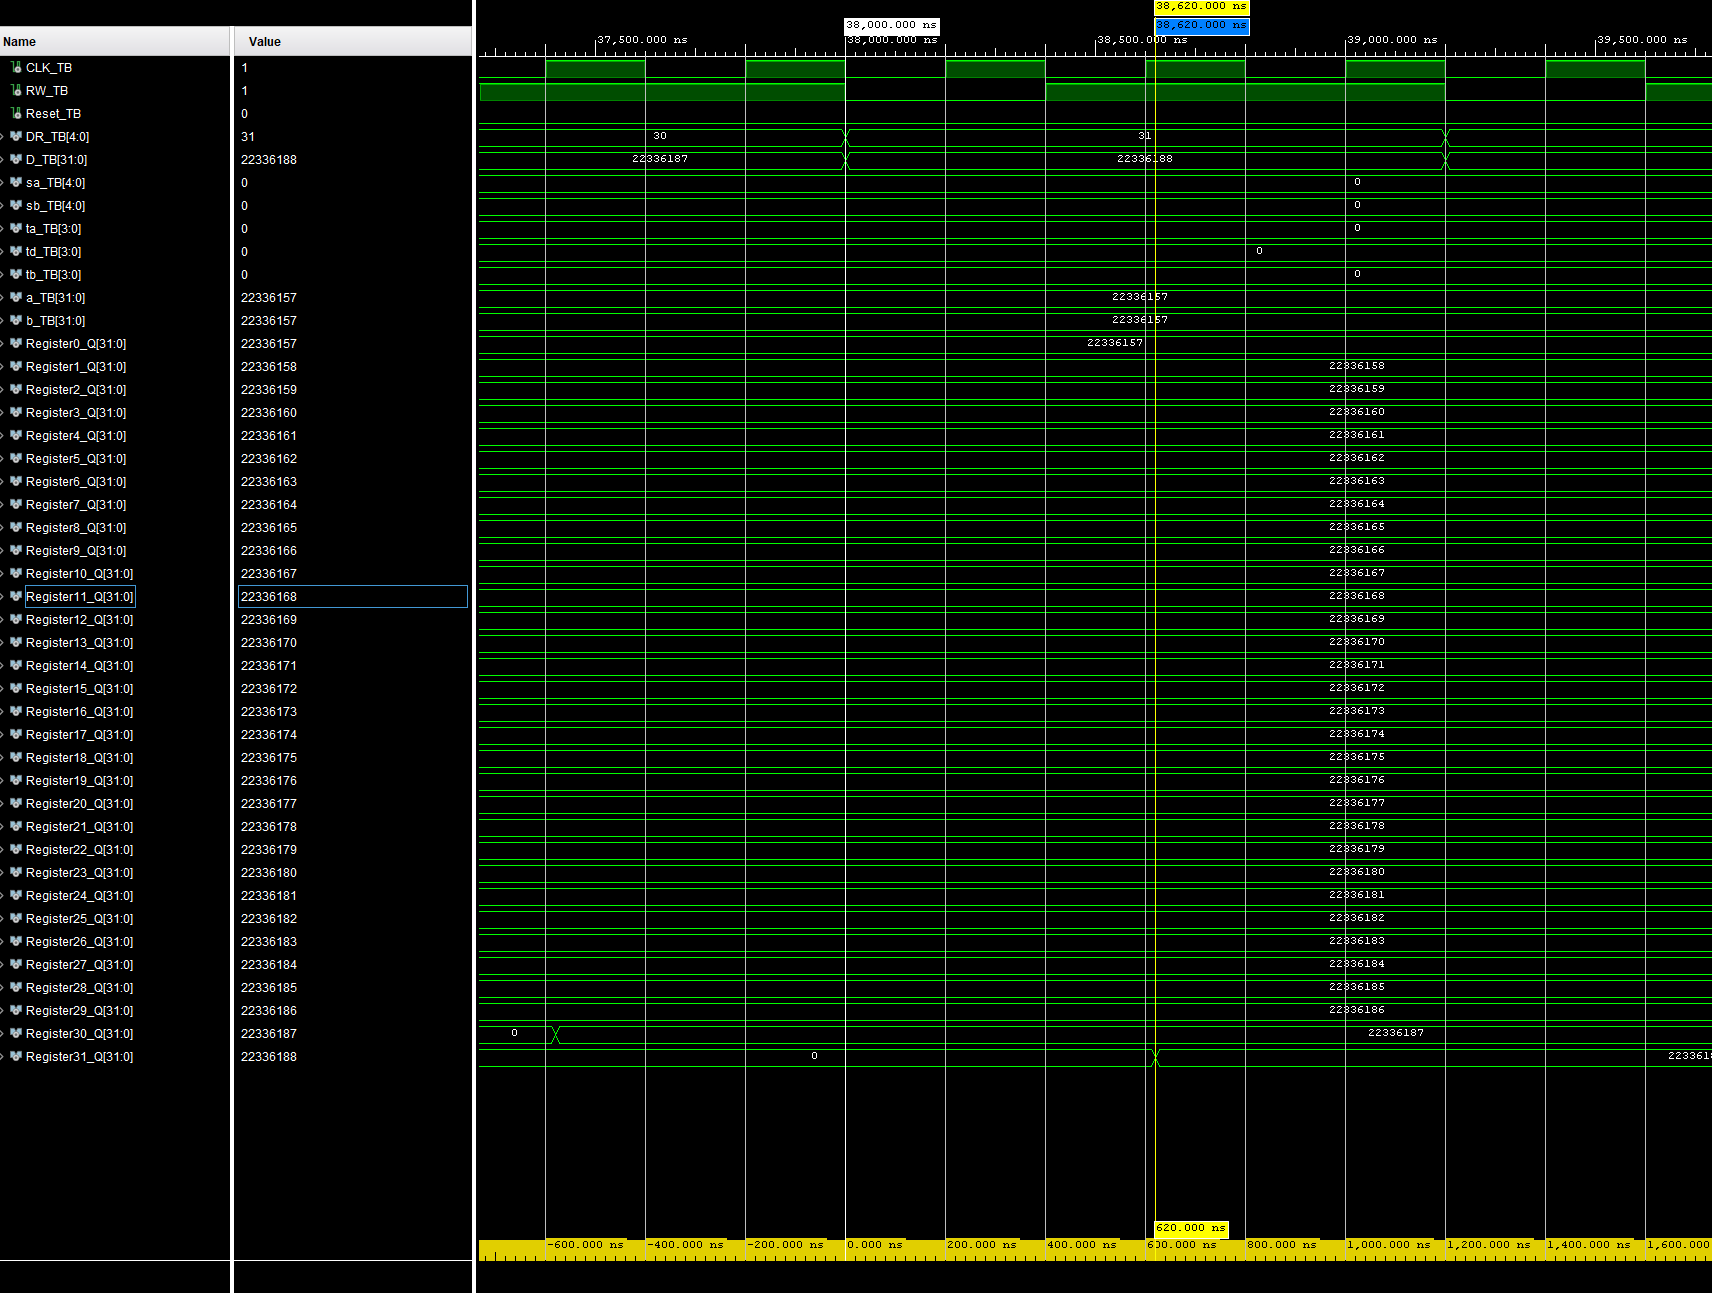 38,620.000 ns
38,000.000 ns 38,620.000 ns
Name Value 37,500.000 ns 38,000.000 ns 38,500.000 ns 39,000.000 ns 39,500.000 ns
CLK_TB 1
RW_TB 1
Reset_TB 0
DR_TB[4:0] 31 30 31
D_TB[31:0] 22336188 22336187 22336188
sa_TB[4:0] 0 0
sb_TB[4:0] 0 0
ta_TB[3:0] 0 0
td_TB[3:0] 0 0
tb_TB[3:0] 0 0
a_TB[31:0] 22336157 22336157
b_TB[31:0] 22336157 22336157
Register0_Q[31:0] 22336157 22336157
Register1_Q[31:0] 22336158 22336158
Register2_Q[31:0] 22336159 22336159
Register3_Q[31:0] 22336160 22336160
Register4_Q[31:0] 22336161 22336161
Register5_Q[31:0] 22336162 22336162
Register6_Q[31:0] 22336163 22336163
Register7_Q[31:0] 22336164 22336164
Register8_Q[31:0] 22336165 22336165
Register9_Q[31:0] 22336166 22336166
Register10_Q[31:0] 22336167 22336167
Register11_Q[31:0] 22336168 22336168
Register12_Q[31:0] 22336169 22336169
Register13_Q[31:0] 22336170 22336170
Register14_Q[31:0] 22336171 22336171
Register15_Q[31:0] 22336172 22336172
Register16_Q[31:0] 22336173 22336173
Register17_Q[31:0] 22336174 22336174
Register18_Q[31:0] 22336175 22336175
Register19_Q[31:0] 22336176 22336176
Register20_Q[31:0] 22336177 22336177
Register21_Q[31:0] 22336178 22336178
Register22_Q[31:0] 22336179 22336179
Register23_Q[31:0] 22336180 22336180
Register24_Q[31:0] 22336181 22336181
Register25_Q[31:0] 22336182 22336182
Register26_Q[31:0] 22336183 22336183
Register27_Q[31:0] 22336184 22336184
Register28_Q[31:0] 22336185 22336185
Register29_Q[31:0] 22336186 22336186
Register30_Q[31:0] 22336187 0 22336187
Register31_Q[31:0] 22336188 0 223361
620.000 ns
-600.000 ns -400.000 ns -200.000 ns 0.000 ns 200.000 ns 400.000 ns 600.000 ns 800.000 ns 1,000.000 ns 1,200.000 ns 1,400.000 ns 1,600.000